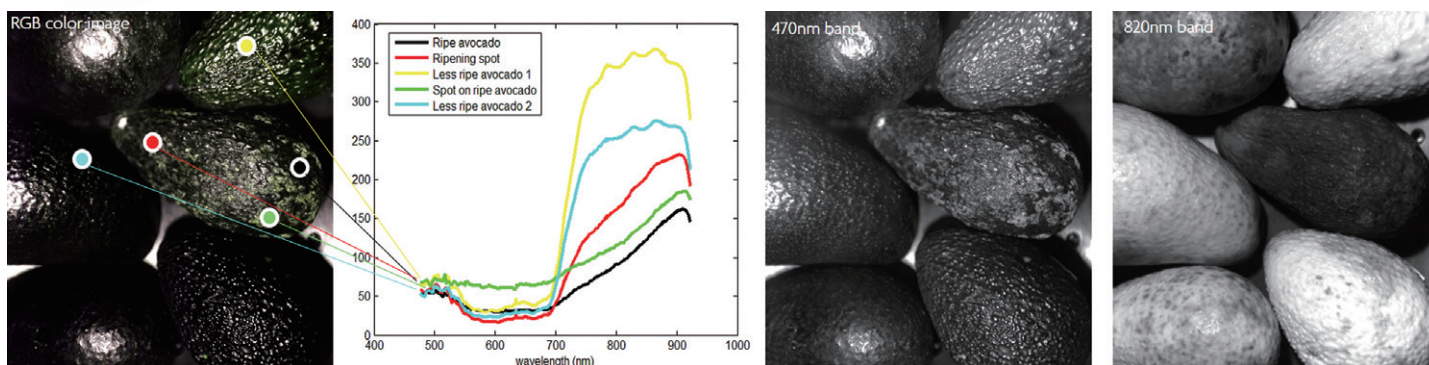 RGB color image
400
350
300
250
200
150
100
50
400
400 500 600 700 800 900 1000
wavelength (nm)
Ripe avocado
Ripening spot
Less ripe avocado 1
Spot on ripe avocado
Less ripe avocado 2
470nm band
820nm band